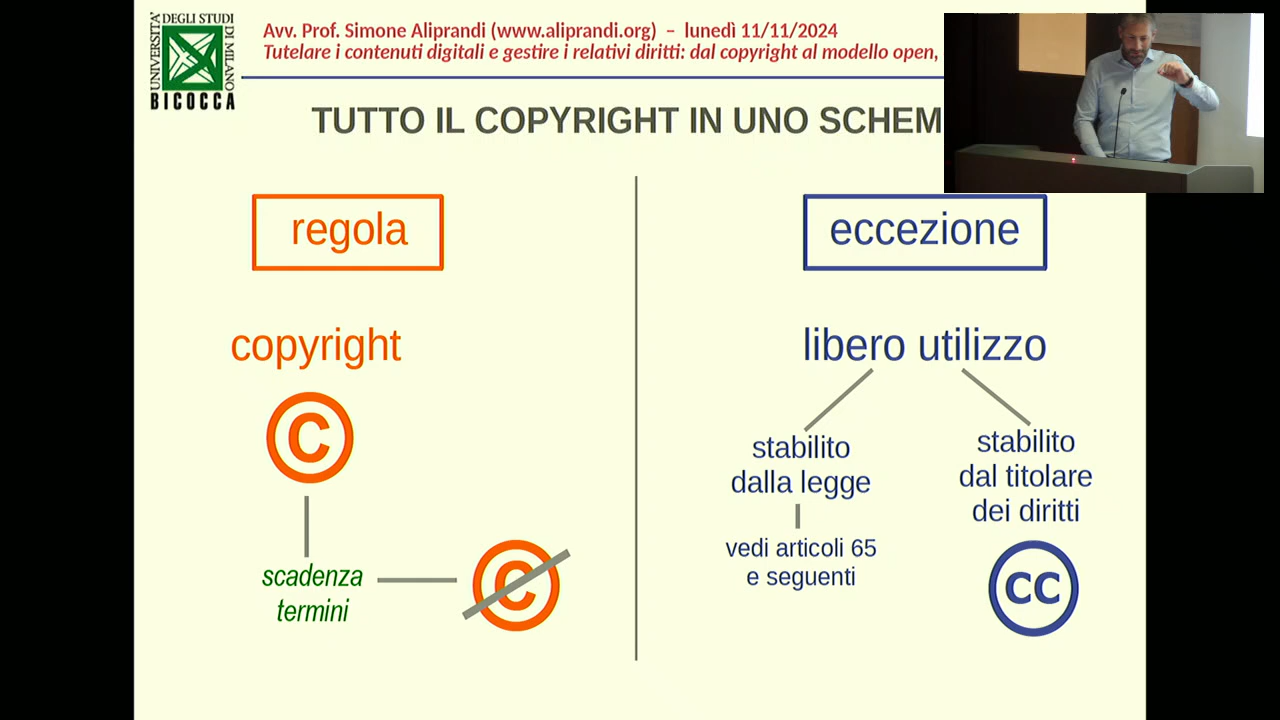 UNIVERSITA'
DEGLI STUDI
DI MILANO
BICOCCA
Avv. Prof. Simone Aliprandi (www.aliprandi.org) – lunedì 11/11/2024
Tutelare i contenuti digitali e gestire i relativi diritti: dal copyright al modello open,
TUTTO IL COPYRIGHT IN UNO SCHEM
regola
copyright
C
scadenza
termini
C
eccezione
libero utilizzo
stabilito
dalla legge
vedi articoli 65
e seguenti
stabilito
dal titolare
dei diritti
CC